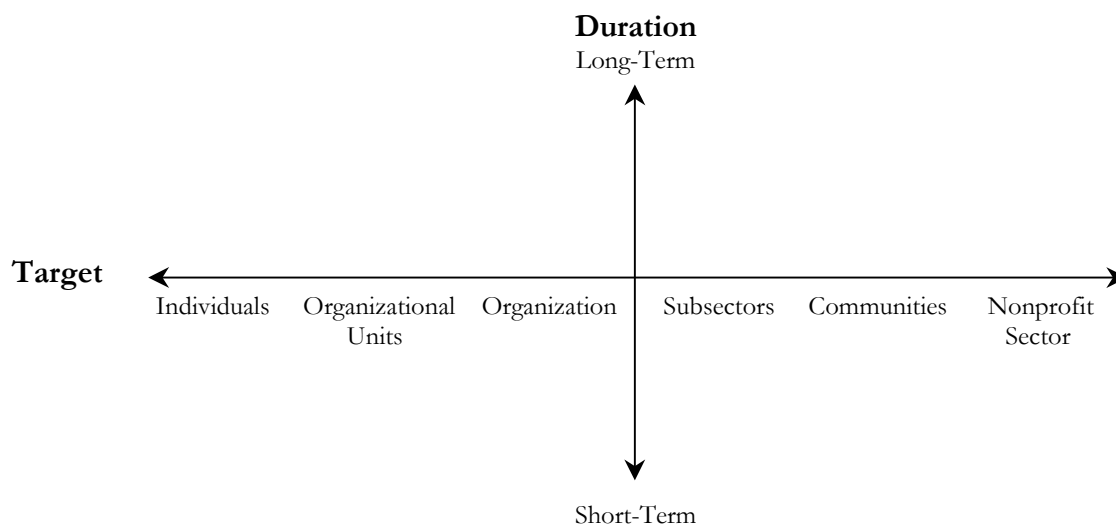 Duration
Long-Term
Target
Individuals Organizational Organization Subsectors Communities Nonprofit
Units Sector
Short-Term